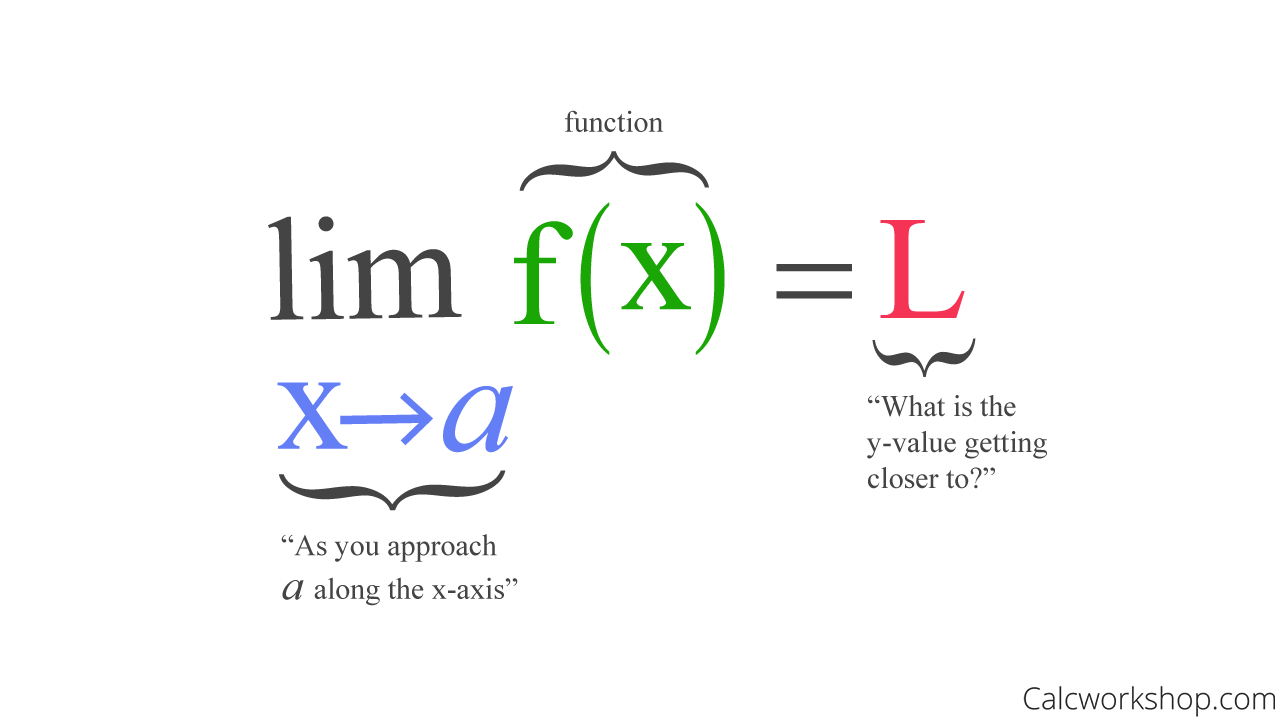 function
lim f(x) = L
x→a
“What is the
y-value getting
closer to?”
“As you approach
a along the x-axis”
Calcworkshop.com